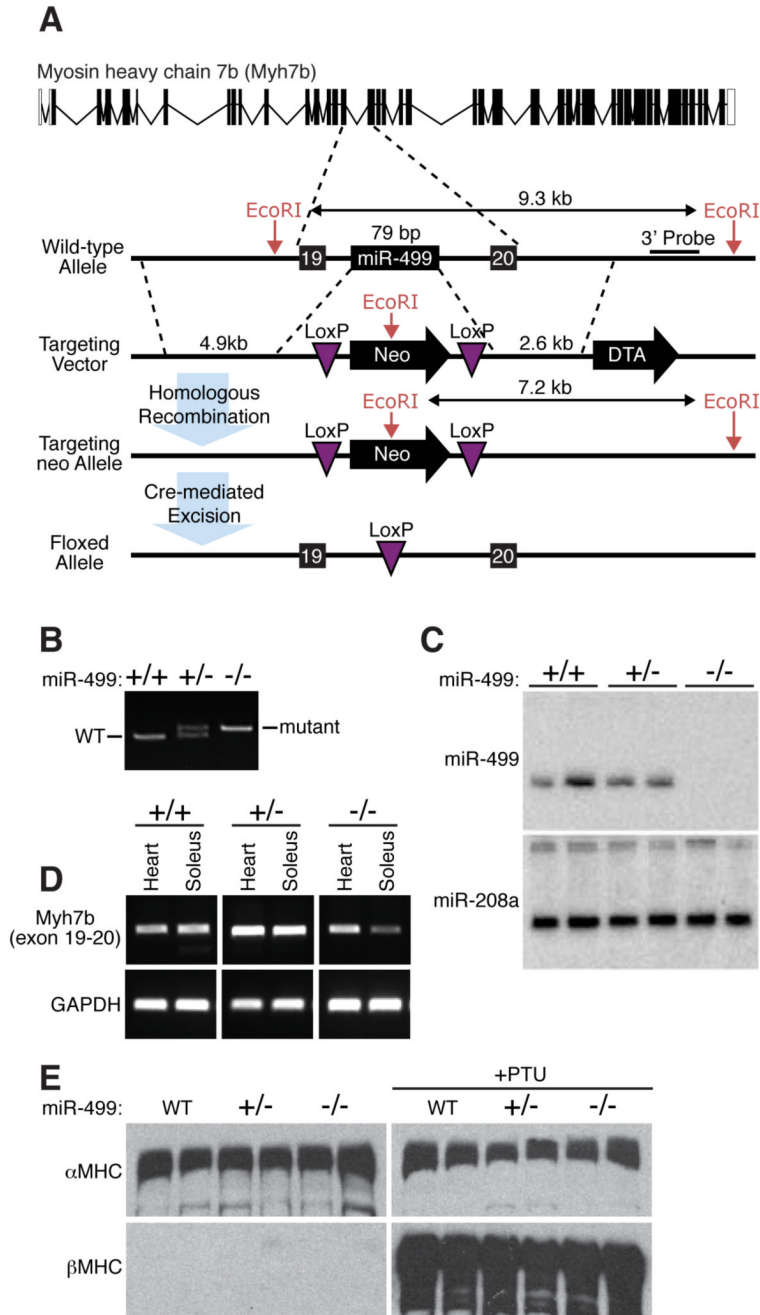 A
Myosin heavy chain 7b (Myh7b)
9.3 kb
EcoRI
EcoRI
79 bp
3' Probe
Wild-type
Allele
19
miR-499
20
EcoRI
Targeting
Vector
4.9kb
LoxP
Neo
LoxP
2.6 kb
DTA
Homologous
Recombination
7.2 kb
EcoRI
EcoRI
Targeting
neo Allele
LoxP
Neo
LoxP
Cre-mediated
Excision
Floxed
Allele
19
LoxP
20
B
miR-499: +/+ +/- -/-
WT
mutant
C
miR-499: +/+ +/- -/-
miR-499
miR-208a
D
+/+ +/- -/-
Heart Soleus Heart Soleus Heart Soleus
Myh7b
(exon 19-20)
GAPDH
E
+PTU
miR-499: WT +/- -/- WT +/- -/-
αMHC
βMHC